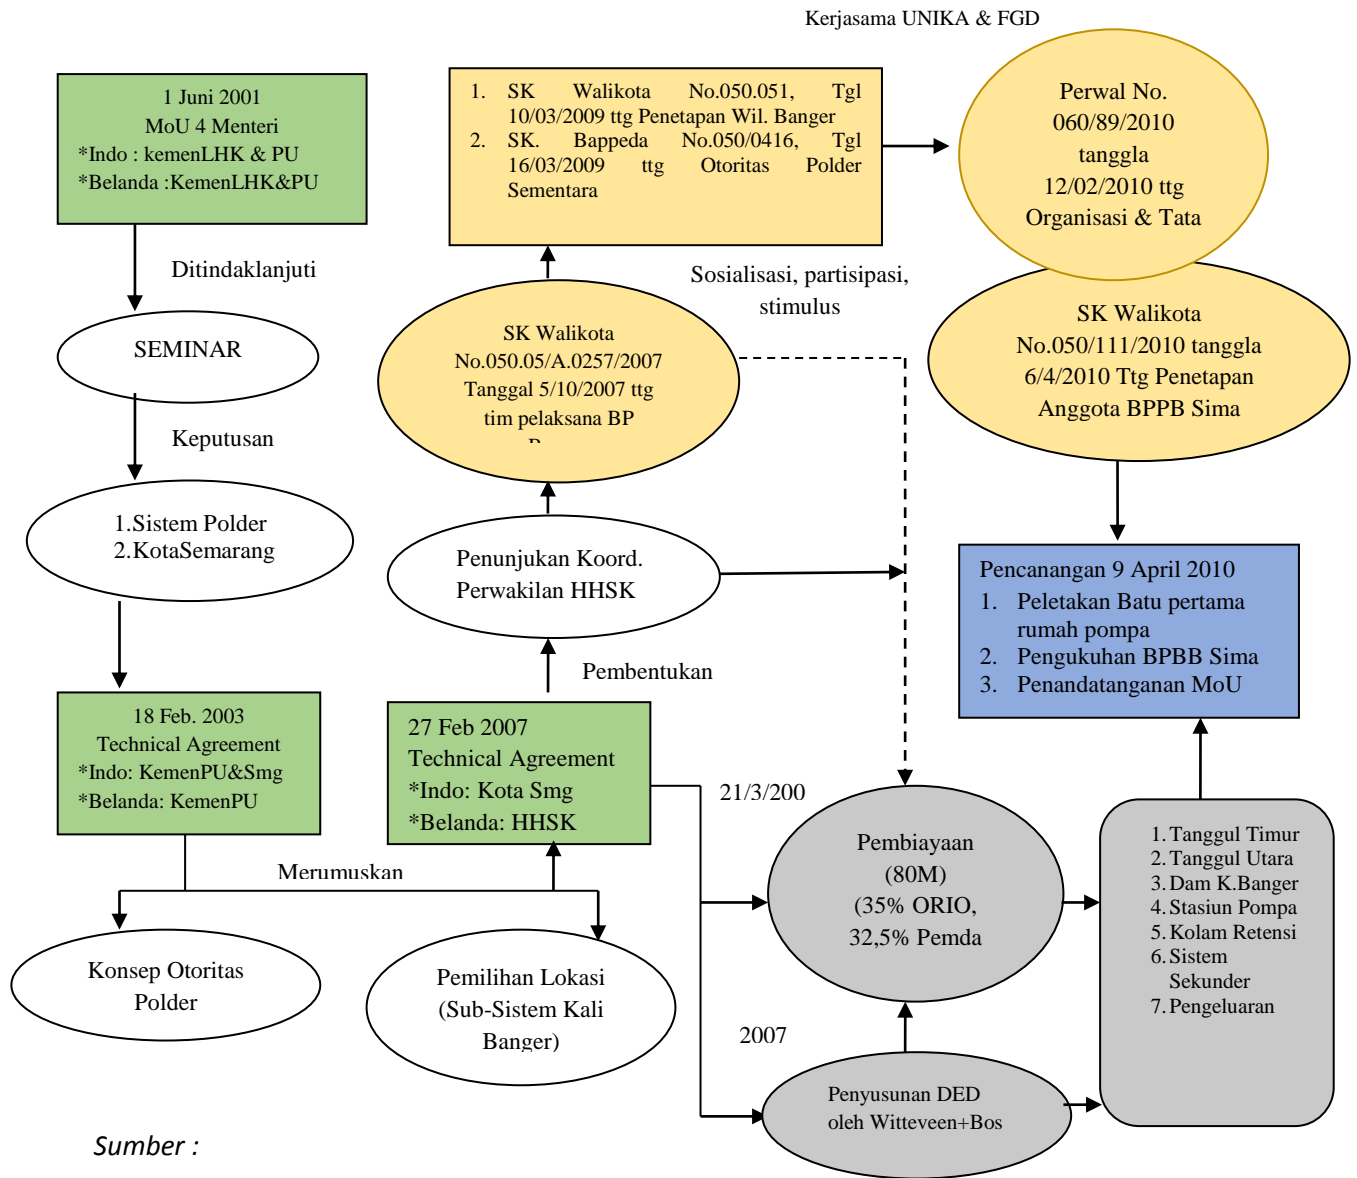 Kerjasama UNIKA & FGD
1 Juni 2001
MoU 4 Menteri
*Indo : kemenLHK & PU
*Belanda :KemenLHK&PU
Ditindaklanjuti
SEMINAR
Keputusan
1.Sistem Polder
2.KotaSemarang
18 Feb. 2003
Technical Agreement
*Indo: KemenPU&Smg
*Belanda: KemenPU
Merumuskan
Konsep Otoritas
Polder
Pemilihan Lokasi
(Sub-Sistem Kali
Banger)
27 Feb 2007
Technical Agreement
*Indo: Kota Smg
*Belanda: HHSK
Pembentukan
Penunjukan Koord.
Perwakilan HHSK
SK Walikota
No.050.05/A.0257/2007
Tanggal 5/10/2007 ttg
tim pelaksana BP
1. SK Walikota No.050.051, Tgl
10/03/2009 ttg Penetapan Wil. Banger
2. SK. Bappeda No.050/0416, Tgl
16/03/2009 ttg Otoritas Polder
Sementara
Sosialisasi, partisipasi,
stimulus
Perwal No.
060/89/2010
tanggla
12/02/2010 ttg
Organisasi & Tata
SK Walikota
No.050/111/2010 tanggla
6/4/2010 Ttg Penetapan
Anggota BPPB Sima
Pencanangan 9 April 2010
1. Peletakan Batu pertama
rumah pompa
2. Pengukuhan BPBB Sima
3. Penandatanganan MoU
21/3/200
Pembiayaan
(80M)
(35% ORIO,
32,5% Pemda
2007
Penyusunan DED
oleh Witteveen+Bos
1. Tanggul Timur
2. Tanggul Utara
3. Dam K.Banger
4. Stasiun Pompa
5. Kolam Retensi
6. Sistem
Sekunder
7. Pengeluaran
Sumber :